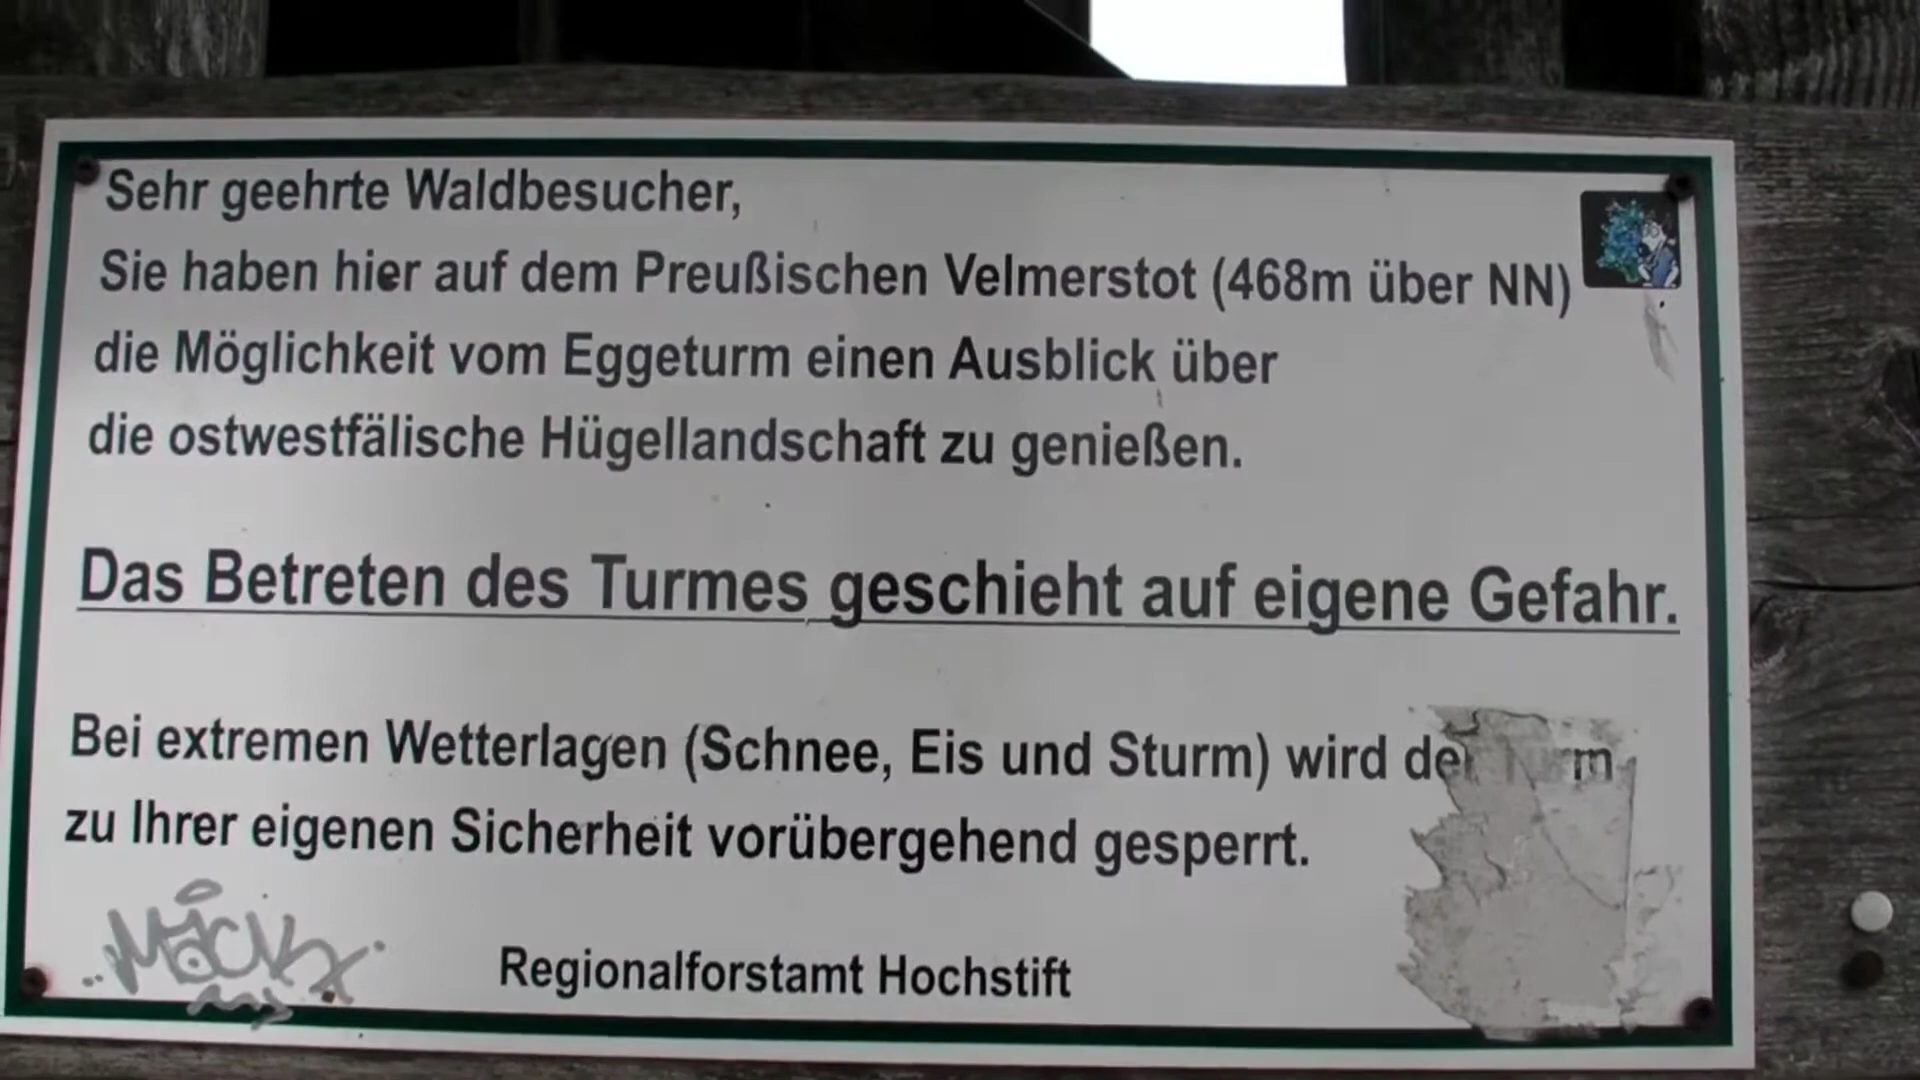 Sehr geehrte Waldbesucher,
Sie haben hier auf dem Preußischen Velmerstot (468m über NN)
die Möglichkeit vom Eggeturm einen Ausblick über
die ostwestfälische Hügellandschaft zu genießen.
Das Betreten des Turmes geschieht auf eigene Gefahr.
Bei extremen Wetterlagen (Schnee, Eis und Sturm) wird der
zu Ihrer eigenen Sicherheit vorübergehend gesperrt.
Regionalforstamt Hochstift